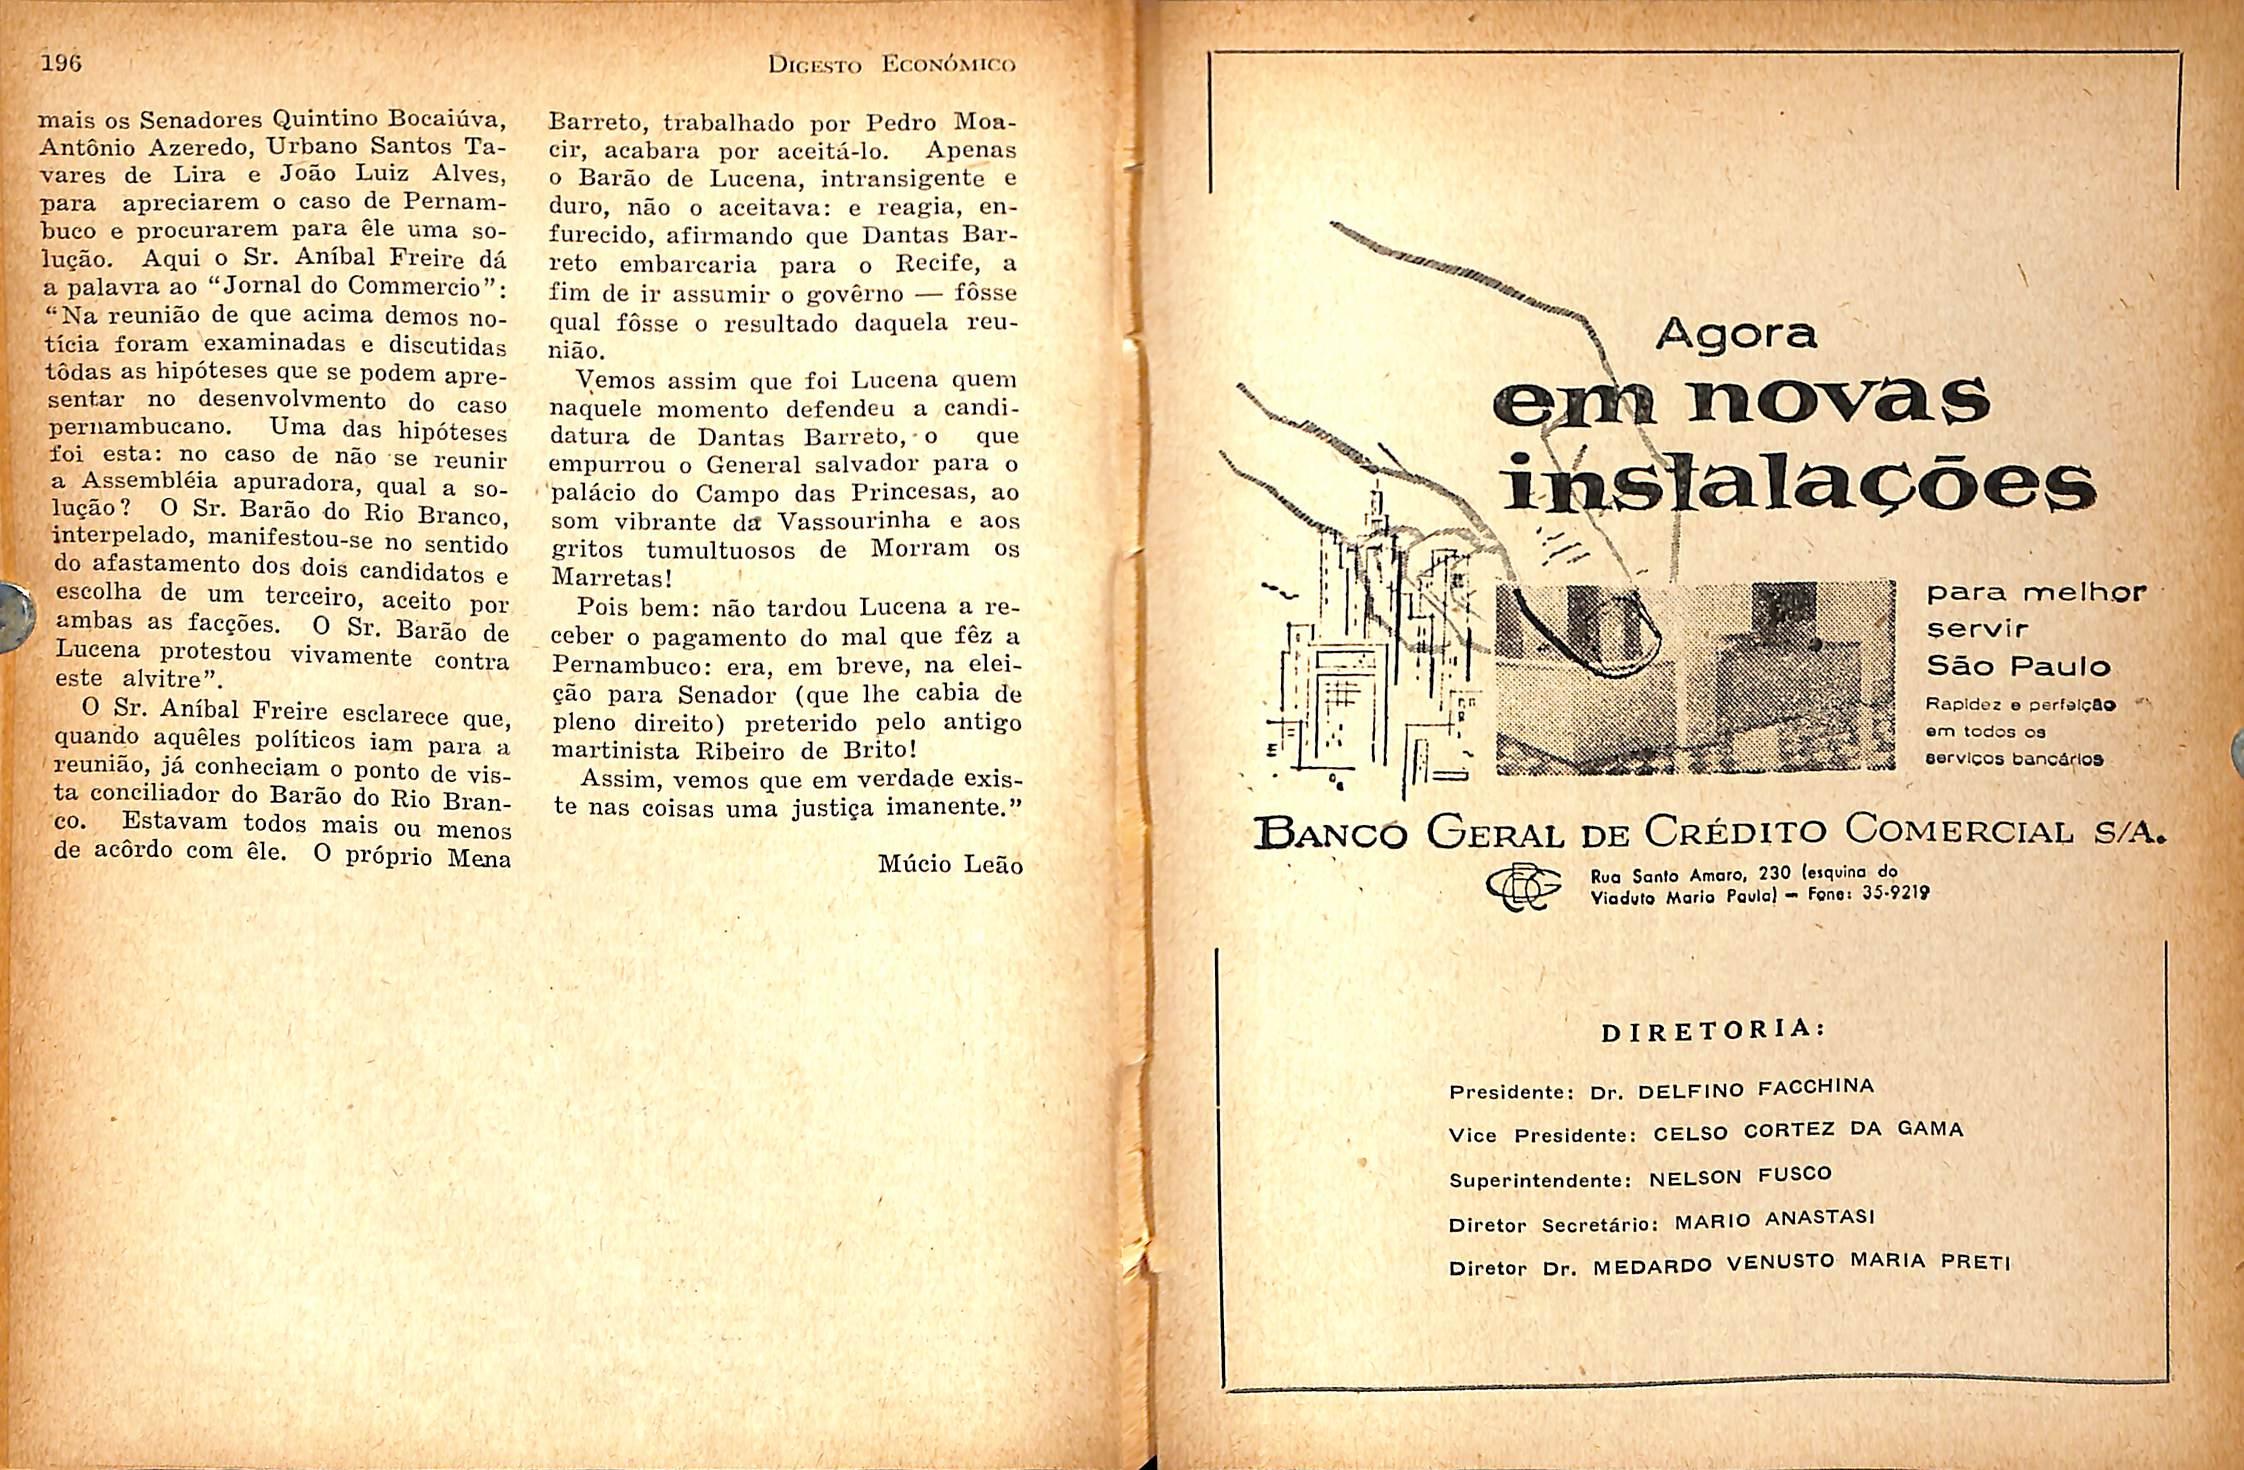 196
DIGESTO ECONÓMICO
mais os Senadores Quintino Bocaiúva,
Antônio Azeredo, Urbano Santos Ta-
vares de Lira e João Luiz Alves,
para apreciarem o caso de Pernam-
buco e procurarem para êle uma so-
lução. Aqui o Sr. Aníbal Freire dá
a palavra ao "Jornal do Commercio":
"Na reunião de que acima demos no-
tícia foram examinadas e discutidas
tôdas as hipóteses que se podem apre-
sentar no desenvolvmento do caso
pernambucano. Uma das hipóteses
foi esta: no caso de não se reunir
a Assembléia apuradora, qual a so-
lução? O Sr. Barão do Rio Branco,
interpelado, manifestou-se no sentido
do afastamento dos dois candidatos e
escolha de um terceiro, aceito por
ambas as facções. O Sr. Barão de
Lucena protestou vivamente contra
este alvitre".
O Sr. Aníbal Freire esclarece que,
quando aquêles políticos iam para a
reunião, já conheciam o ponto de vis-
ta conciliador do Barão do Rio Bran-
co. Estavam todos mais ou menos
de acôrdo com êle. O próprio Mena
Barreto, trabalhado por Pedro Moa-
cir, acabara por aceitá-lo. Apenas
o Barão de Lucena, intransigente e
duro, não o aceitava: e reagia, en-
furecido, afirmando que Dantas Bar-
reto embarcaria para o Recife, a
fim de ir assumir o govêrno — fôsse
qual fôsse o resultado daquela reu-
nião.
Vemos assim que foi Lucena quem
naquele momento defendeu a candi-
datura de Dantas Barreto, o que
empurrou o General salvador para o
palácio do Campo das Princesas, ao
som vibrante da Vassourinha e aos
gritos tumultuosos de Morram os
Marretas!
Pois bem: não tardou Lucena a re-
ceber o pagamento do mal que fêz a
Pernambuco: era, em breve, na elei-
ção para Senador (que lhe cabia de
pleno direito) preterido pelo antigo
martinista Ribeiro de Brito!
Assim, vemos que em verdade exis-
te nas coisas uma justiça imanente."
Múcio Leão
Agora
em novas
instalações
para melhor
servir
São Paulo
Rapidez e perfeição
em todos os
serviços bancários
BANCO GERAL DE CRÉDITO COMERCIAL S/A.
Rua Santo Amaro, 230 (esquina do
Viaduto Maria Paula) — Fone: 35-9219
DIRETORIA:
Presidente: Dr. DELFINO FACCHINA
Vice Presidente: CELSO CORTEZ DA GAMA
Superintendente: NELSON FUSCO
Diretor Secretário: MARIO ANASTASI
Diretor Dr. MEDARDO VENUSTO MARIA PRETI